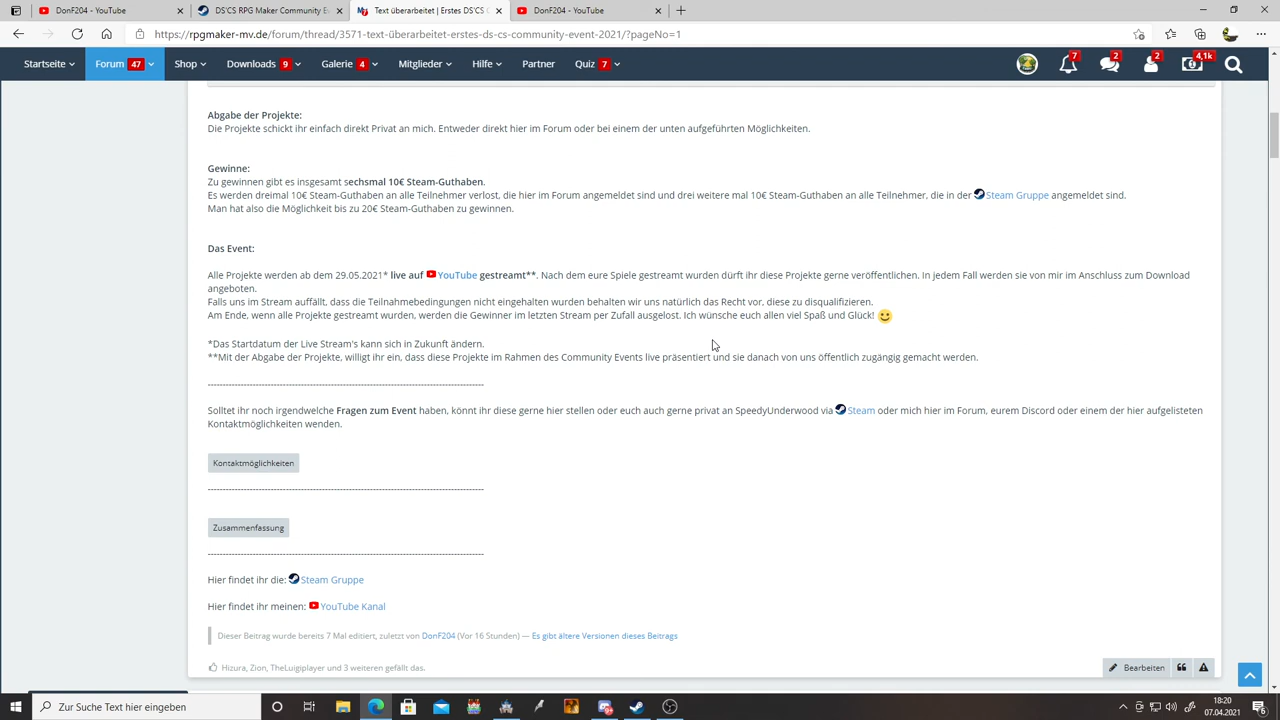 DonF204 - YouTube
DS'CS RPG Maker Community Ev
Text überarbeitet | Erstes DS'CS C
DonF204 - YouTube
https://rpgmaker-mv.de/forum/thread/3571-text-überarbeitet-erstes-ds-cs-community-event-2021/?pageNo=1
Startseite Forum 47 Shop Downloads 9 Galerie 4 Mitglieder Hilfe Partner Quiz 7 7 2 2 4,1k
Abgabe der Projekte:
Die Projekte schickt ihr einfach direkt Privat an mich. Entweder direkt hier im Forum oder bei einem der unten aufgeführten Möglichkeiten.
Gewinne:
Zu gewinnen gibt es insgesamt sechsmal 10€ Steam-Guthaben.
Es werden dreimal 10€ Steam-Guthaben an alle Teilnehmer verlost, die hier im Forum angemeldet sind und drei weitere mal 10€ Steam-Guthaben an alle Teilnehmer, die in der Steam Gruppe angemeldet sind.
Man hat also die Möglichkeit bis zu 20€ Steam-Guthaben zu gewinnen.
Das Event:
Alle Projekte werden ab dem 29.05.2021* live auf YouTube gestreamt**. Nach dem eure Spiele gestreamt wurden dürft ihr diese Projekte gerne veröffentlichen. In jedem Fall werden sie von mir im Anschluss zum Download
angeboten.
Falls uns im Stream auffällt, dass die Teilnahmebedingungen nicht eingehalten wurden behalten wir uns natürlich das Recht vor, diese zu disqualifizieren.
Am Ende, wenn alle Projekte gestreamt wurden, werden die Gewinner im letzten Stream per Zufall ausgelost. Ich wünsche euch allen viel Spaß und Glück!
*Das Startdatum der Live Stream's kann sich in Zukunft ändern.
**Mit der Abgabe der Projekte, willigt ihr ein, dass diese Projekte im Rahmen des Community Events live präsentiert und sie danach von uns öffentlich zugängig gemacht werden.
--------------------------------------------------------------------------------------------
Solltet ihr noch irgendwelche Fragen zum Event haben, könnt ihr diese gerne hier stellen oder euch auch gerne privat an SpeedyUnderwood via Steam oder mich hier im Forum, eurem Discord oder einem der hier aufgelisteten
Kontaktmöglichkeiten wenden.
Kontaktmöglichkeiten
--------------------------------------------------------------------------------------------
Zusammenfassung
--------------------------------------------------------------------------------------------
Hier findet ihr die: Steam Gruppe
Hier findet ihr meinen: YouTube Kanal
Dieser Beitrag wurde bereits 7 Mal editiert, zuletzt von DonF204 (Vor 16 Stunden) — Es gibt ältere Versionen dieses Beitrags
Hizura, Zion, TheLuigiplayer und 3 weiteren gefällt das.
Bearbeiten
Zur Suche Text hier eingeben
18:20
07.04.2021